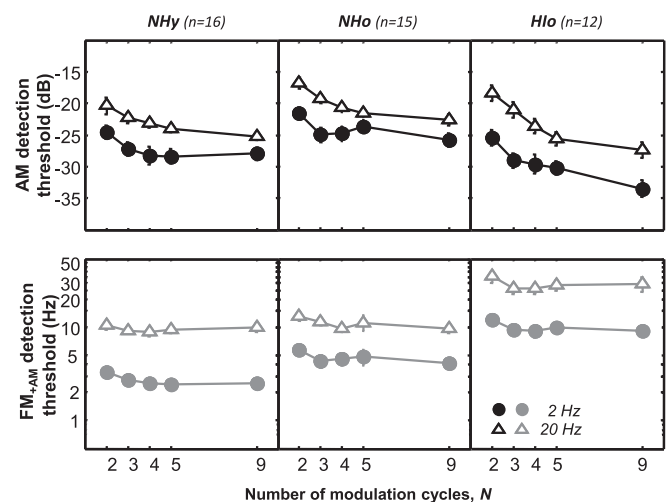 NHy (n=16) NHo (n=15) HIo (n=12)
AM detection
threshold (dB)
-15
-20
-25
-30
-35
FM+AM detection
threshold (Hz)
50
30
20
10
5
2
1
2 Hz
20 Hz
2 3 4 5 9 2 3 4 5 9 2 3 4 5 9
Number of modulation cycles, N